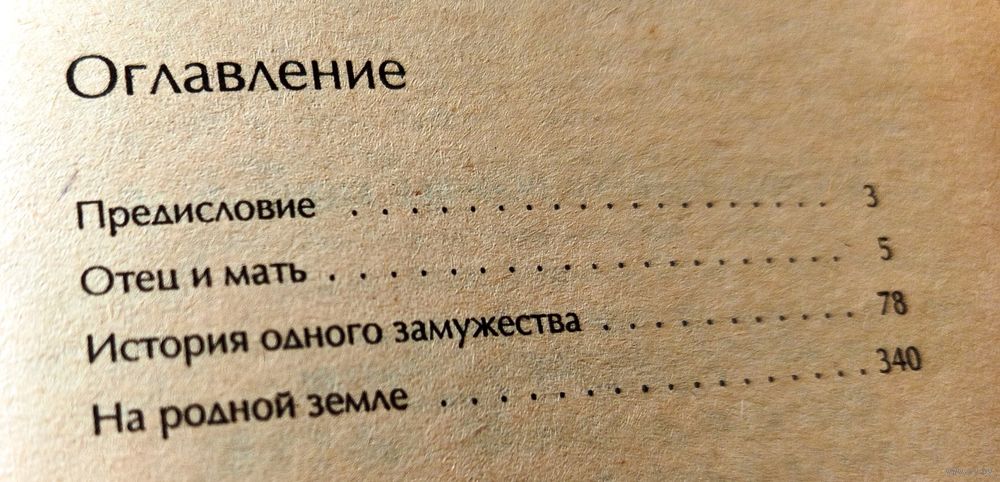 Оглавление
Предисловие . . . . . . . . . . . . . . . . . 3
Отец и мать . . . . . . . . . . . . . . . . . . 5
История одного замужества . . . . . . . . . . 78
На родной земле . . . . . . . . . . . . . . . 340